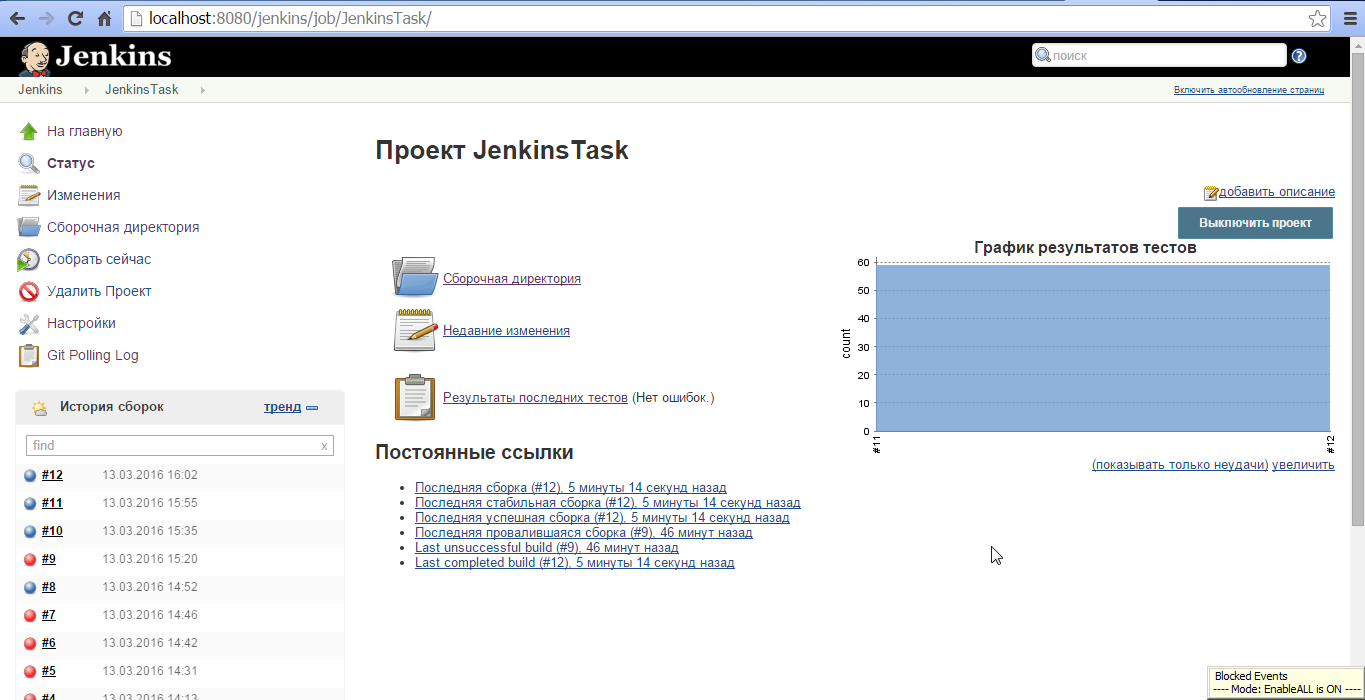 localhost:8080/jenkins/job/JenkinsTask/
Jenkins
поиск
Jenkins JenkinsTask
Включить автообновление страниц
На главную
Статус
Изменения
Сборочная директория
Собрать сейчас
Удалить Проект
Настройки
Git Polling Log
История сборок тренд
find x
#12 13.03.2016 16:02
#11 13.03.2016 15:55
#10 13.03.2016 15:35
#9 13.03.2016 15:20
#8 13.03.2016 14:52
#7 13.03.2016 14:46
#6 13.03.2016 14:42
#5 13.03.2016 14:31
#4 13.03.2016 14:13
Проект JenkinsTask
добавить описание
Выключить проект
Сборочная директория
Недавние изменения
Результаты последних тестов (Нет ошибок.)
График результатов тестов
60
50
40
30
20
10
0
count
#11
#12
(показывать только неудачи) увеличить
Постоянные ссылки
Последняя сборка (#12), 5 минуты 14 секунд назад
Последняя стабильная сборка (#12), 5 минуты 14 секунд назад
Последняя успешная сборка (#12), 5 минуты 14 секунд назад
Последняя провалившаяся сборка (#9), 46 минут назад
Last unsuccessful build (#9), 46 минут назад
Last completed build (#12), 5 минуты 14 секунд назад
Blocked Events
---- Mode: EnableALL is ON ----